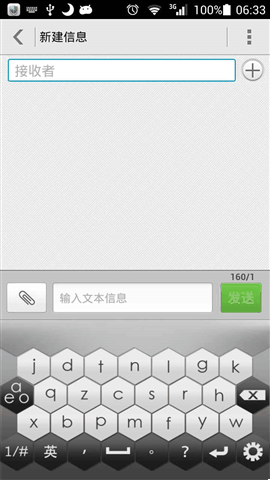 3G 100% 06:33
新建信息
接收者
160/1
输入文本信息 发送
j d t n l g k
a
e o q z c s r h
x b p f m y w v
1/# 英 , 。 ?